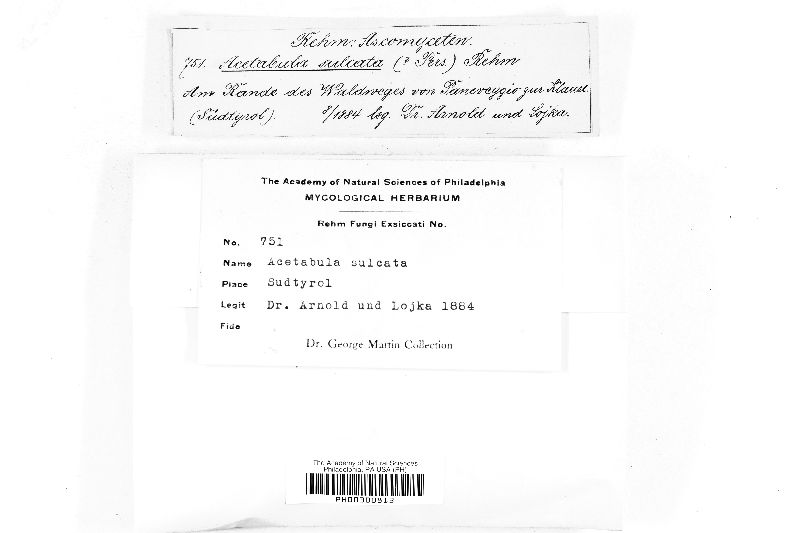 Rehm: Ascomyceten.
751. Acetabula sulcata (? Pers.) Rehm
Am Rande des Waldweges von Paneveggio zur Klause
(Südtyrol). 8/1884 leg. Dr. Arnold und Lojka.
The Academy of Natural Sciences of Philadelphia
MYCOLOGICAL HERBARIUM
Rehm Fungi Exsiccati No.
No. 751
Name Acetabula sulcata
Place Sudtyrol
Legit Dr. Arnold und Lojka 1884
Fide
Dr. George Martin Collection
The Academy of Natural Sciences
Philadelphia, PA USA (PH)